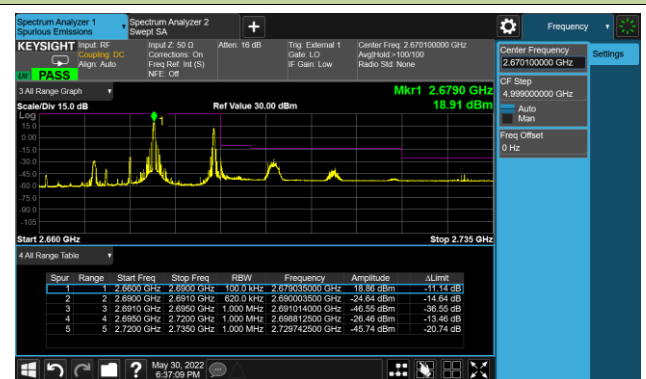 Spectrum Analyzer 1
Spurious Emissions
Spectrum Analyzer 2
Swept SA
Frequency
KEYSIGHT
Input: RF
Coupling: DC
Align: Auto
Input Z: 50 Ω
Corrections: On
Freq Ref: Int (S)
NFE: Off
Atten: 16 dB
Trig: External 1
Gate: LO
IF Gain: Low
Center Freq: 2.670100000 GHz
Avg|Hold:>100/100
Radio Std: None
PASS
Center Frequency
2.670100000 GHz
Settings
CF Step
4.999000000 GHz
Auto
Man
Freq Offset
0 Hz
3 All Range Graph
Mkr1 2.6790 GHz
18.91 dBm
Scale/Div 15.0 dB
Ref Value 30.00 dBm
Log
1
15.0
0.00
-15.0
-30.0
-45.0
-60.0
-75.0
-90.0
-105
Start 2.660 GHz
Stop 2.735 GHz
4 All Range Table
Spur Range Start Freq Stop Freq RBW Frequency Amplitude ΔLimit
1 1 2.6600 GHz 2.6900 GHz 100.0 kHz 2.679035000 GHz 18.86 dBm -11.14 dB
2 2 2.6900 GHz 2.6910 GHz 620.0 kHz 2.690003500 GHz -24.64 dBm -14.64 dB
3 3 2.6910 GHz 2.6950 GHz 1.000 MHz 2.691014000 GHz -46.55 dBm -36.55 dB
4 4 2.6950 GHz 2.7200 GHz 1.000 MHz 2.698812500 GHz -26.46 dBm -13.46 dB
5 5 2.7200 GHz 2.7350 GHz 1.000 MHz 2.729742500 GHz -45.74 dBm -20.74 dB
May 30, 2022
6:37:09 PM